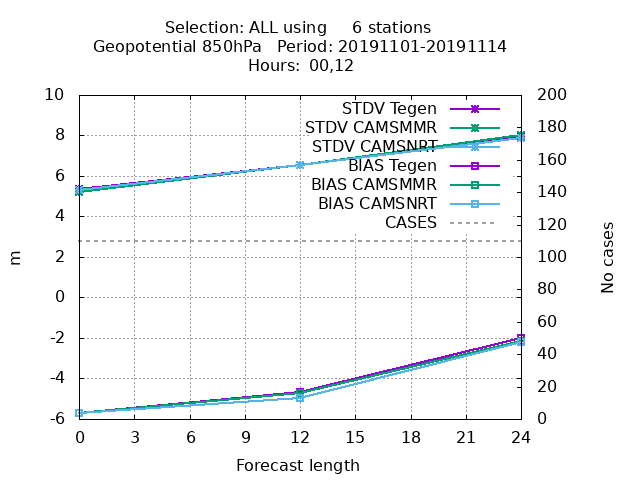 Selection: ALL using     6 stations
Geopotential 850hPa   Period: 20191101-20191114
Hours:  00,12
STDV Tegen
STDV CAMSMMR
STDV CAMSNRT
BIAS Tegen
BIAS CAMSMMR
BIAS CAMSNRT
CASES
10
8
6
4
2
0
-2
-4
-6
m
200
180
160
140
120
100
80
60
40
20
0
No cases
0 3 6 9 12 15 18 21 24
Forecast length